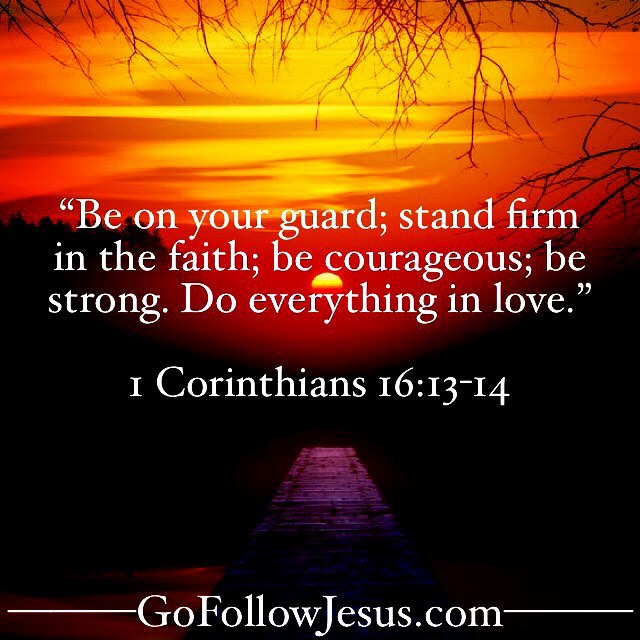 “Be on your guard; stand firm
in the faith; be courageous; be
strong. Do everything in love.”
1 Corinthians 16:13-14
GoFollowJesus.com